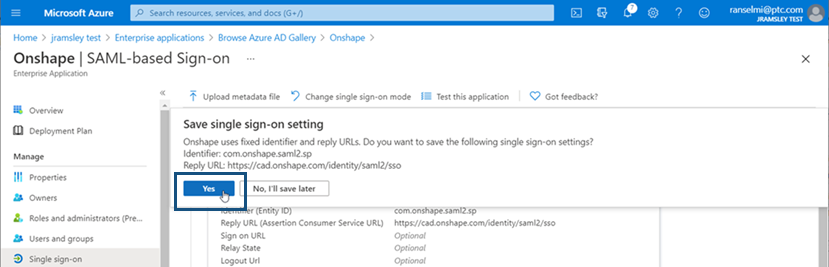 Microsoft Azure
Search resources, services, and docs (G+/)
7
ranselmi@ptc.com
JRAMSLEY TEST
Home > jramsley test > Enterprise applications > Browse Azure AD Gallery > Onshape >
Onshape | SAML-based Sign-on ...
Enterprise Application
Upload metadata file
Change single sign-on mode
Test this application
Got feedback?
Overview
Deployment Plan
Manage
Properties
Owners
Roles and administrators (Pre...
Users and groups
Single sign-on
Save single sign-on setting
Onshape uses fixed identifier and reply URLs. Do you want to save the following single sign-on settings?
Identifier: com.onshape.saml2.sp
Reply URL: https://cad.onshape.com/identity/saml2/sso
Yes
No, I'll save later
Identifier (Entity ID) com.onshape.saml2.sp
Reply URL (Assertion Consumer Service URL) https://cad.onshape.com/identity/saml2/sso
Sign on URL Optional
Relay State Optional
Logout Url Optional